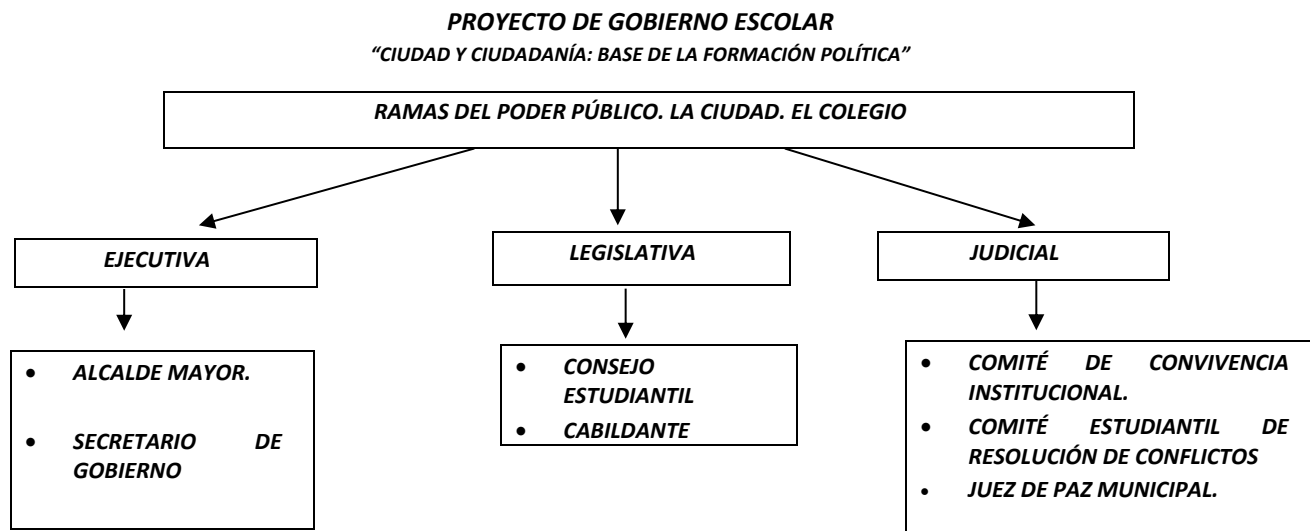 PROYECTO DE GOBIERNO ESCOLAR
“CIUDAD Y CIUDADANÍA: BASE DE LA FORMACIÓN POLÍTICA”
RAMAS DEL PODER PÚBLICO. LA CIUDAD. EL COLEGIO
EJECUTIVA
LEGISLATIVA
JUDICIAL
• ALCALDE MAYOR.
• SECRETARIO DE
GOBIERNO
• CONSEJO
ESTUDIANTIL
• CABILDANTE
• COMITÉ DE CONVIVENCIA
INSTITUCIONAL.
• COMITÉ ESTUDIANTIL DE
RESOLUCIÓN DE CONFLICTOS
• JUEZ DE PAZ MUNICIPAL.